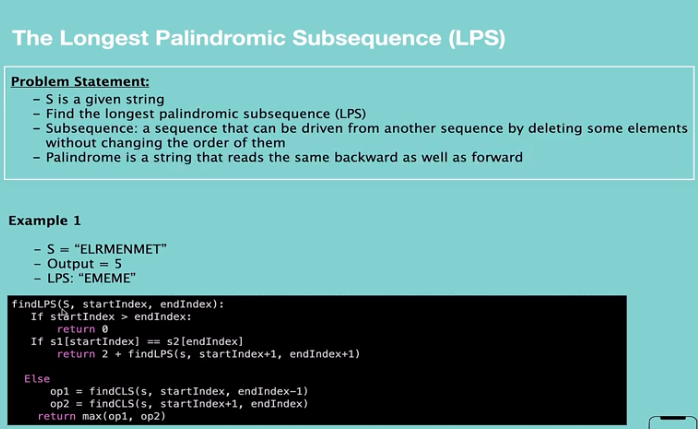 The Longest Palindromic Subsequence (LPS)
Problem Statement:
– S is a given string
– Find the longest palindromic subsequence (LPS)
– Subsequence: a sequence that can be driven from another sequence by deleting some elements
without changing the order of them
– Palindrome is a string that reads the same backward as well as forward
Example 1
– S = “ELRMENMET”
– Output = 5
– LPS: “EMEME”
findLPS(S, startIndex, endIndex):
If startIndex > endIndex:
return 0
If s1[startIndex] == s2[endIndex]
return 2 + findLPS(s, startIndex+1, endIndex+1)
Else
op1 = findCLS(s, startIndex, endIndex-1)
op2 = findCLS(s, startIndex+1, endIndex)
return max(op1, op2)